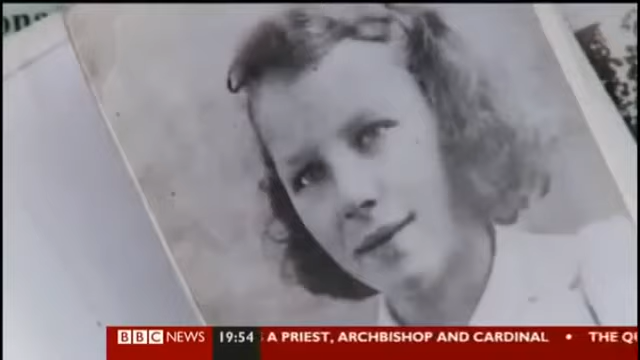 BBC NEWS 19:54 A PRIEST, ARCHBISHOP AND CARDINAL • THE